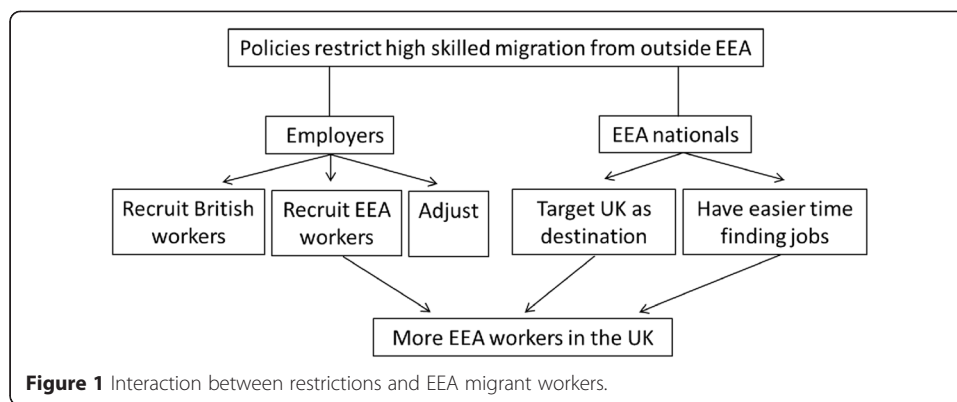 Policies restrict high skilled migration from outside EEA
Employers
EEA nationals
Recruit British
workers
Recruit EEA
workers
Adjust
Target UK as
destination
Have easier time
finding jobs
More EEA workers in the UK
Figure 1 Interaction between restrictions and EEA migrant workers.